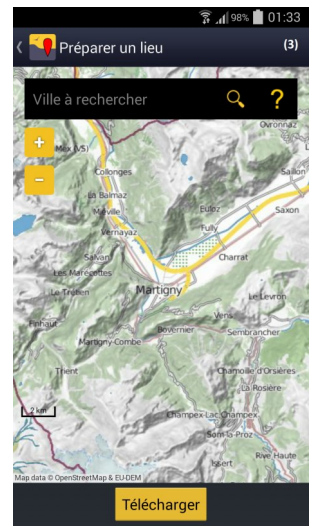 98% 01:33
Préparer un lieu (3)
Ville à rechercher ?
Ovronnaz
+ Mex (VS)
Collonges
Saillon
-
La Balmaz
Miéville
Euloz
Saxon
Vernayaz
Fully
Salvan
Charrat
Les Marécottes
Le Trétien
Martigny
Le Levron
Finhaut
Vens
Bovernier
Sembrancher
Martigny-Combe
Trient
Chamoille d'Orsières
La Rosière
2 km
Champex-Lac Champex
Som-la-Proz
Rive Haute
Issert
Map data © OpenStreetMap & EU-DEM
Télécharger